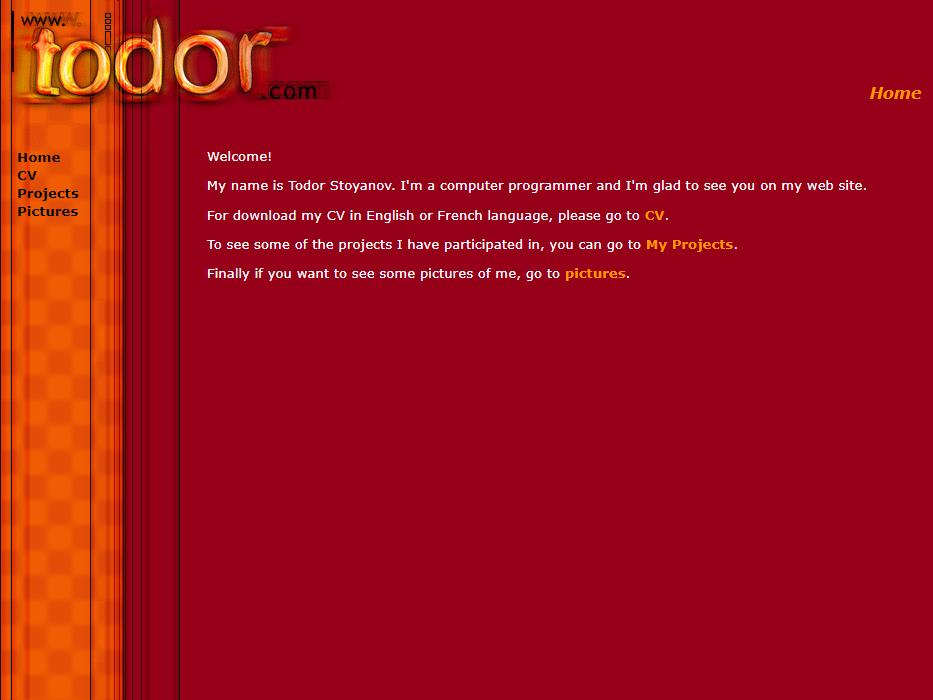 www.
todor
.com
Home
Home
CV
Projects
Pictures
Welcome!
My name is Todor Stoyanov. I'm a computer programmer and I'm glad to see you on my web site.
For download my CV in English or French language, please go to CV.
To see some of the projects I have participated in, you can go to My Projects.
Finally if you want to see some pictures of me, go to pictures.